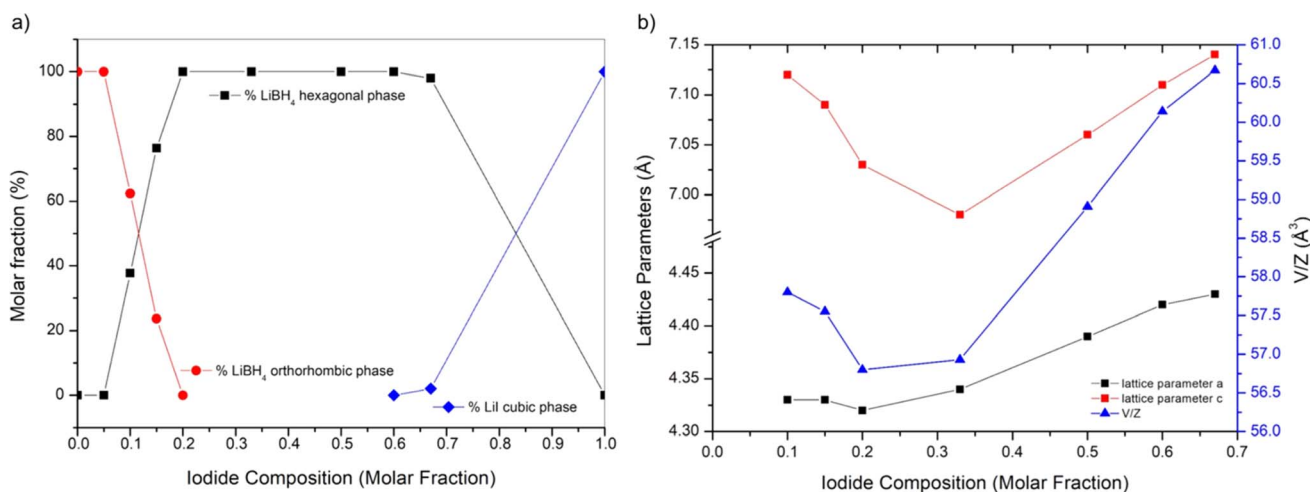 a)
Molar fraction (%)
100
80
60
40
20
0
% LiBH₄ hexagonal phase
% LiBH₄ orthorhombic phase
% LiI cubic phase
0.0 0.1 0.2 0.3 0.4 0.5 0.6 0.7 0.8 0.9 1.0
Iodide Composition (Molar Fraction)
b)
Lattice Parameters (Å)
7.15
7.10
7.05
7.00
4.45
4.40
4.35
4.30
lattice parameter a
lattice parameter c
V/Z
61.0
60.5
60.0
59.5
59.0
58.5
58.0
57.5
57.0
56.5
56.0
V/Z (Å³)
0.0 0.1 0.2 0.3 0.4 0.5 0.6 0.7
Iodide Composition (Molar Fraction)